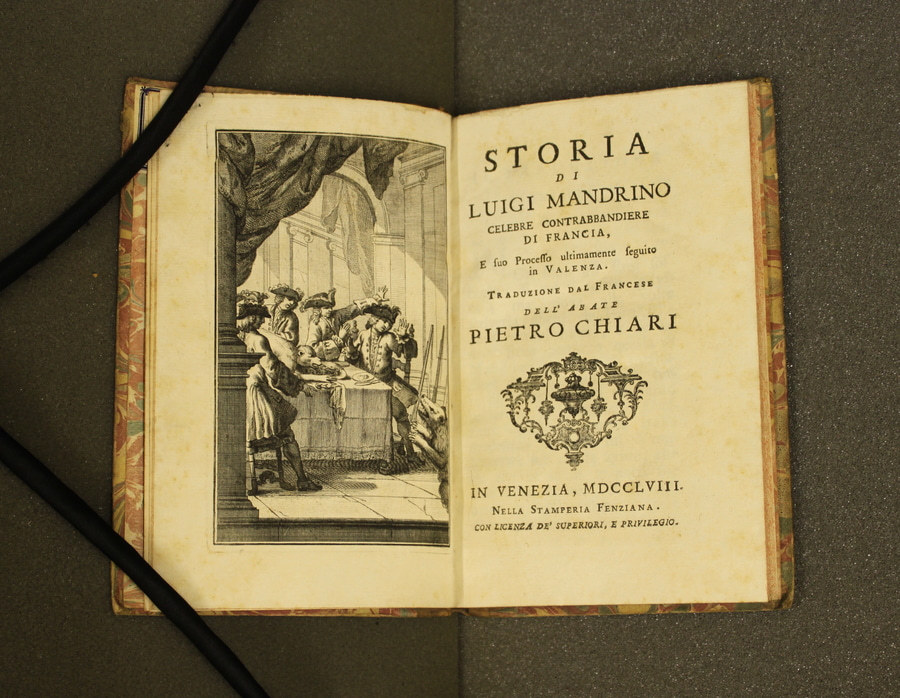 STORIA
DI
LUIGI MANDRINO
CELEBRE CONTRABBANDIERE
DI FRANCIA,
E suo Proceſſo ultimamente ſeguito
in VALENZA.
TRADUZIONE DAL FRANCESE
DELL' ABATE
PIETRO CHIARI
IN VENEZIA, MDCCLVIII.
NELLA STAMPERIA FENZIANA.
CON LICENZA DE' SUPERIORI, E PRIVILEGIO.